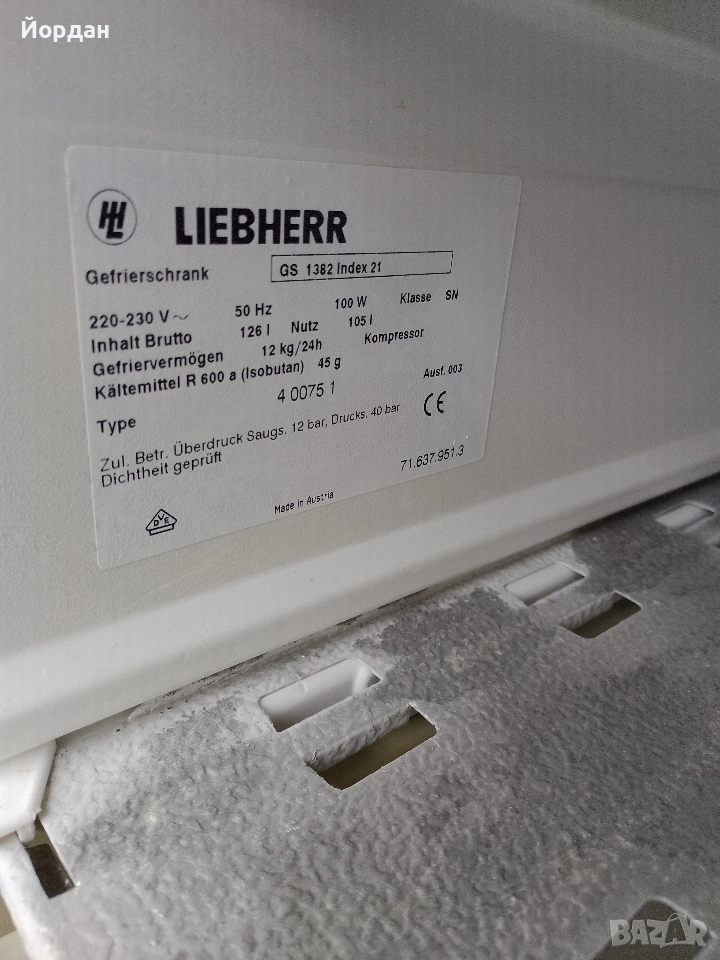 Йордан
LIEBHERR
Gefrierschrank GS 1382 Index 21
220-230 V ~ 50 Hz 100 W Klasse SN
Inhalt Brutto 126 l Nutz 105 l
Gefriervermögen 12 kg/24h Kompressor
Kältemittel R 600 a (Isobutan) 45 g
Type 4 0075 1 Ausf. 003
Zul. Betr. Überdruck Saugs. 12 bar, Drucks. 40 bar CE
Dichtheit geprüft 71.637.951.3
Made in Austria
DVE
BAZAR